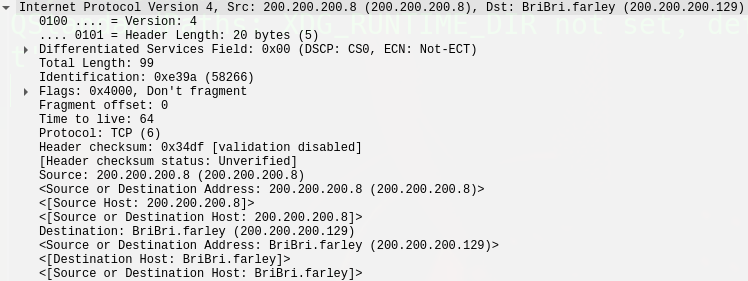 Internet Protocol Version 4, Src: 200.200.200.8 (200.200.200.8), Dst: BriBri.farley (200.200.200.129)
0100 .... = Version: 4
.... 0101 = Header Length: 20 bytes (5)
Differentiated Services Field: 0x00 (DSCP: CS0, ECN: Not-ECT)
Total Length: 99
Identification: 0xe39a (58266)
Flags: 0x4000, Don't fragment
Fragment offset: 0
Time to live: 64
Protocol: TCP (6)
Header checksum: 0x34df [validation disabled]
[Header checksum status: Unverified]
Source: 200.200.200.8 (200.200.200.8)
<Source or Destination Address: 200.200.200.8 (200.200.200.8)>
<[Source Host: 200.200.200.8]>
<[Source or Destination Host: 200.200.200.8]>
Destination: BriBri.farley (200.200.200.129)
<Source or Destination Address: BriBri.farley (200.200.200.129)>
<[Destination Host: BriBri.farley]>
<[Source or Destination Host: BriBri.farley]>